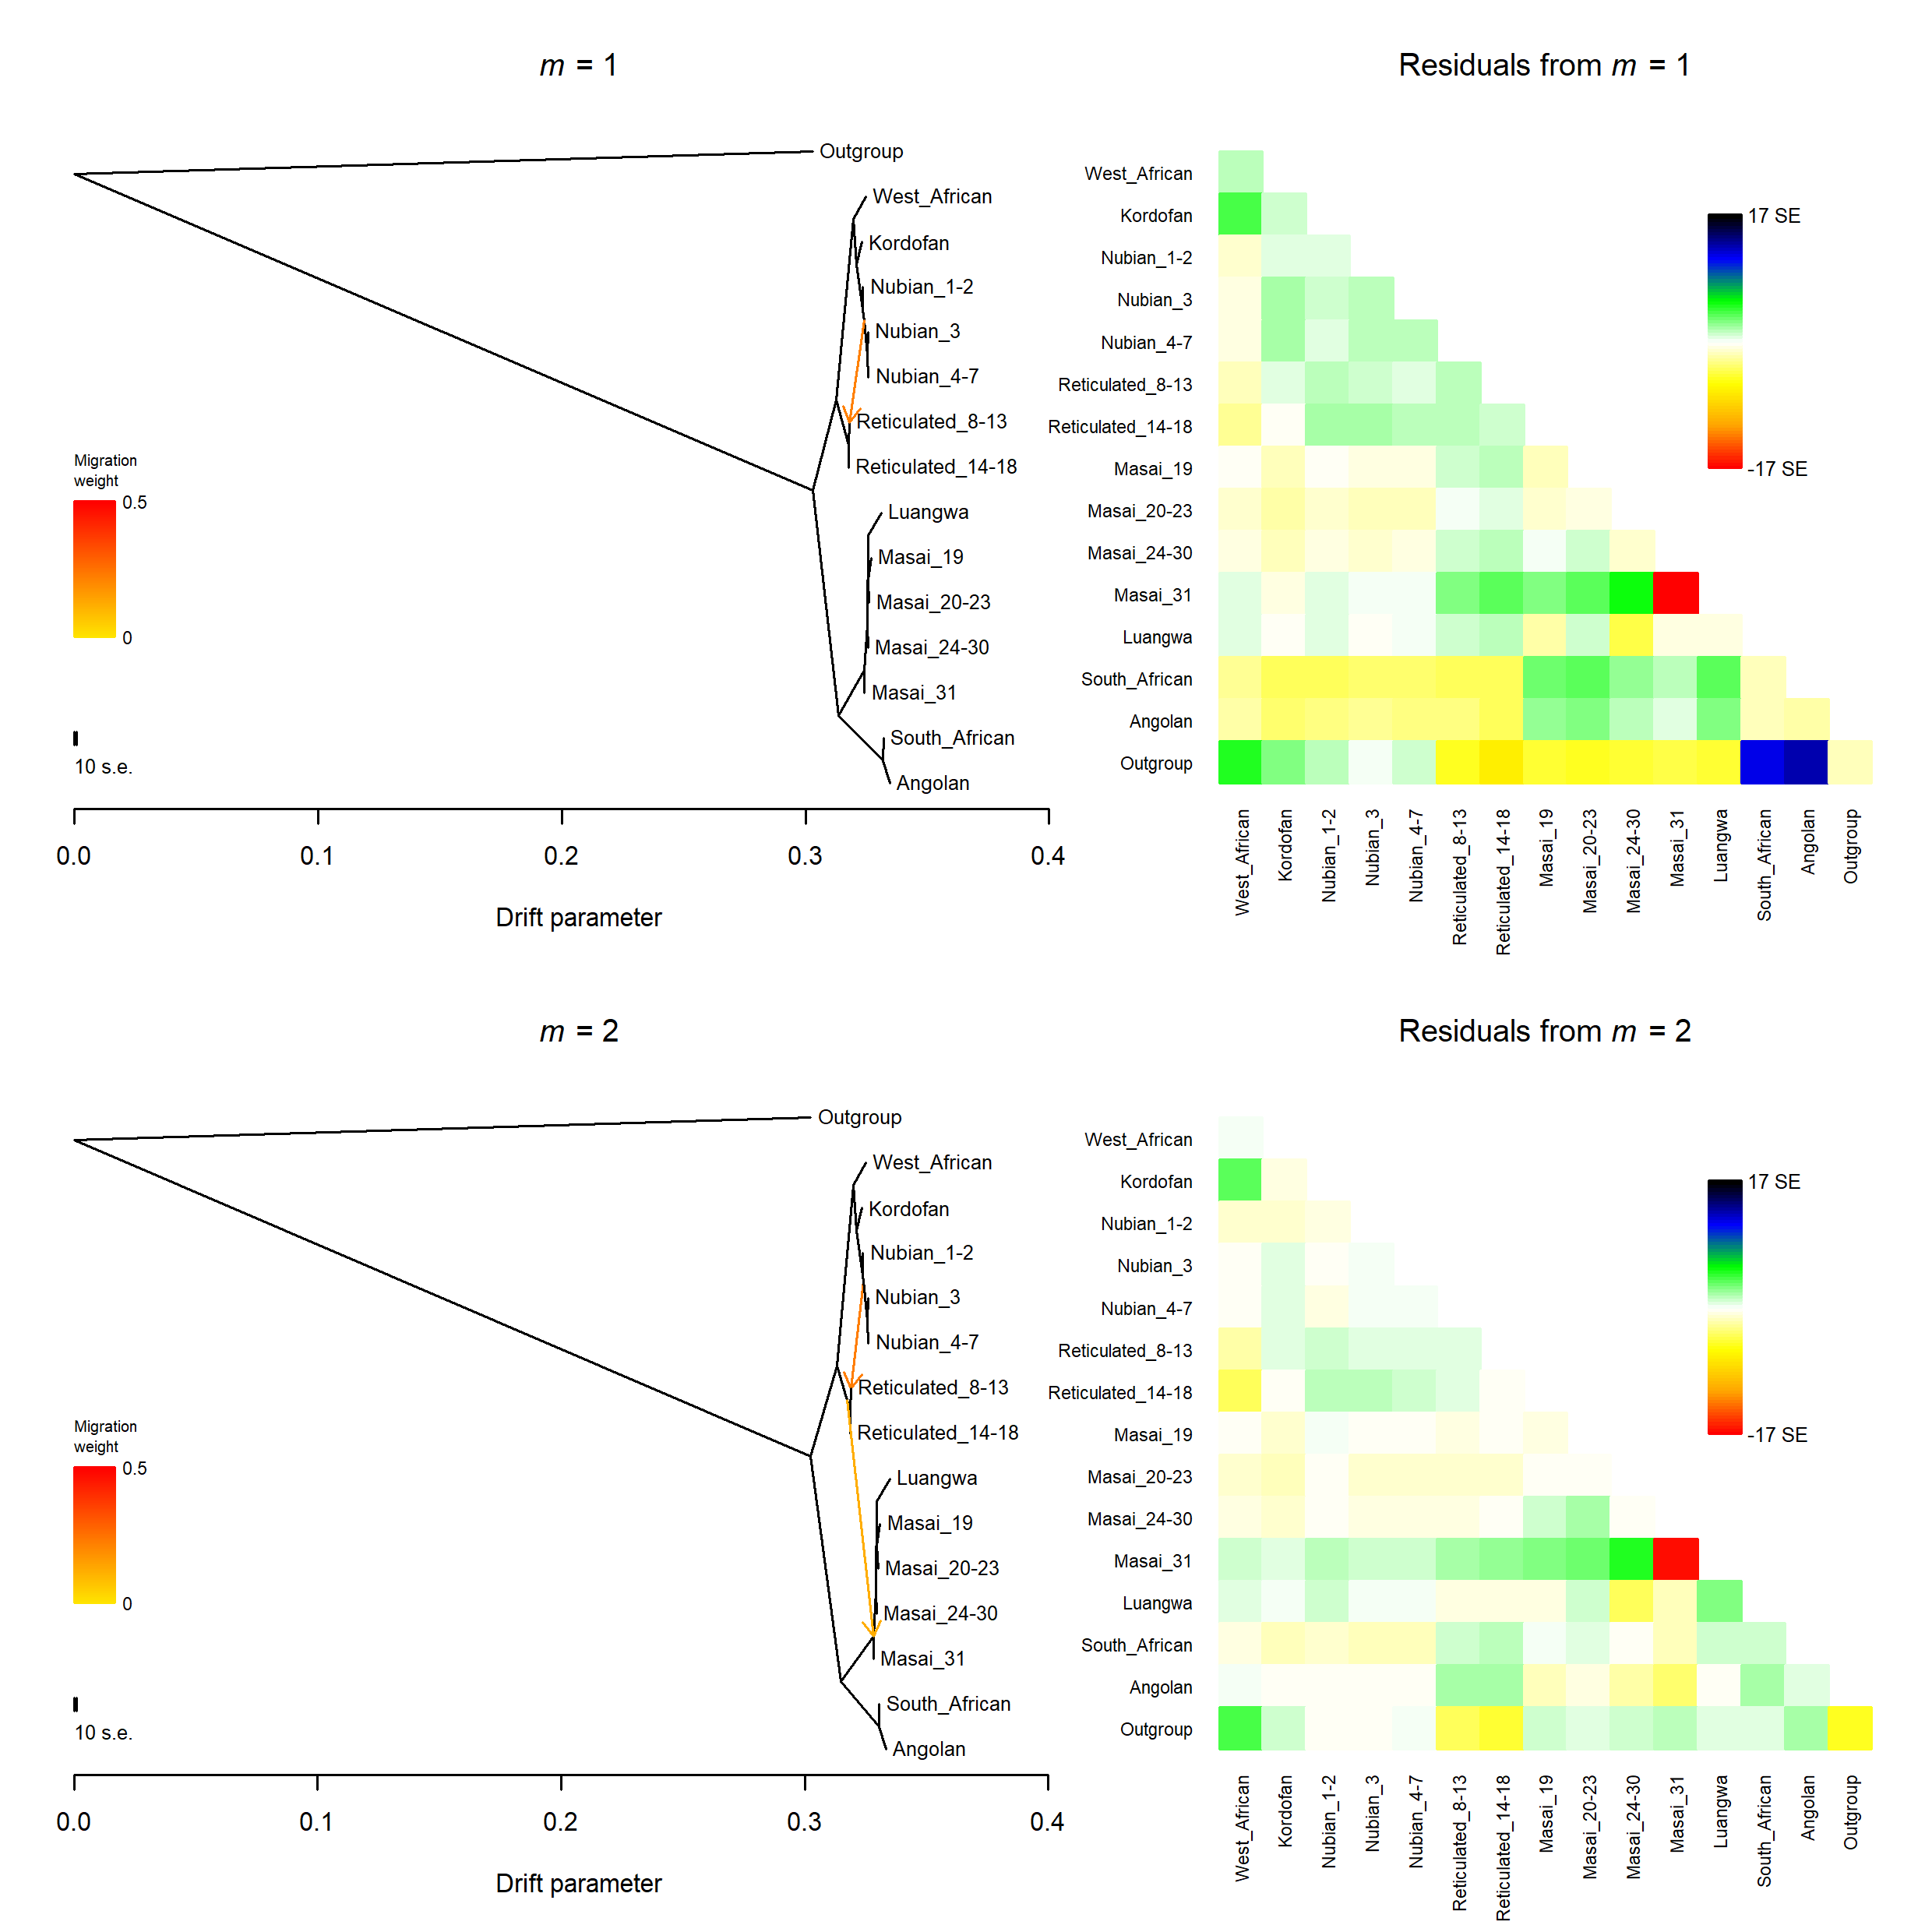 m = 1
Outgroup
West_African
Kordofan
Nubian_1-2
Nubian_3
Nubian_4-7
Reticulated_8-13
Reticulated_14-18
Luangwa
Masai_19
Masai_20-23
Masai_24-30
Masai_31
South_African
Angolan
Migration
weight
0.5
0
10 s.e.
0.0 0.1 0.2 0.3 0.4
Drift parameter
Residuals from m = 1
West_African
Kordofan
Nubian_1-2
Nubian_3
Nubian_4-7
Reticulated_8-13
Reticulated_14-18
Masai_19
Masai_20-23
Masai_24-30
Masai_31
Luangwa
South_African
Angolan
Outgroup
17 SE
-17 SE
West_African
Kordofan
Nubian_1-2
Nubian_3
Nubian_4-7
Reticulated_8-13
Reticulated_14-18
Masai_19
Masai_20-23
Masai_24-30
Masai_31
Luangwa
South_African
Angolan
Outgroup
m = 2
Outgroup
West_African
Kordofan
Nubian_1-2
Nubian_3
Nubian_4-7
Reticulated_8-13
Reticulated_14-18
Luangwa
Masai_19
Masai_20-23
Masai_24-30
Masai_31
South_African
Angolan
Migration
weight
0.5
0
10 s.e.
0.0 0.1 0.2 0.3 0.4
Drift parameter
Residuals from m = 2
West_African
Kordofan
Nubian_1-2
Nubian_3
Nubian_4-7
Reticulated_8-13
Reticulated_14-18
Masai_19
Masai_20-23
Masai_24-30
Masai_31
Luangwa
South_African
Angolan
Outgroup
17 SE
-17 SE
West_African
Kordofan
Nubian_1-2
Nubian_3
Nubian_4-7
Reticulated_8-13
Reticulated_14-18
Masai_19
Masai_20-23
Masai_24-30
Masai_31
Luangwa
South_African
Angolan
Outgroup